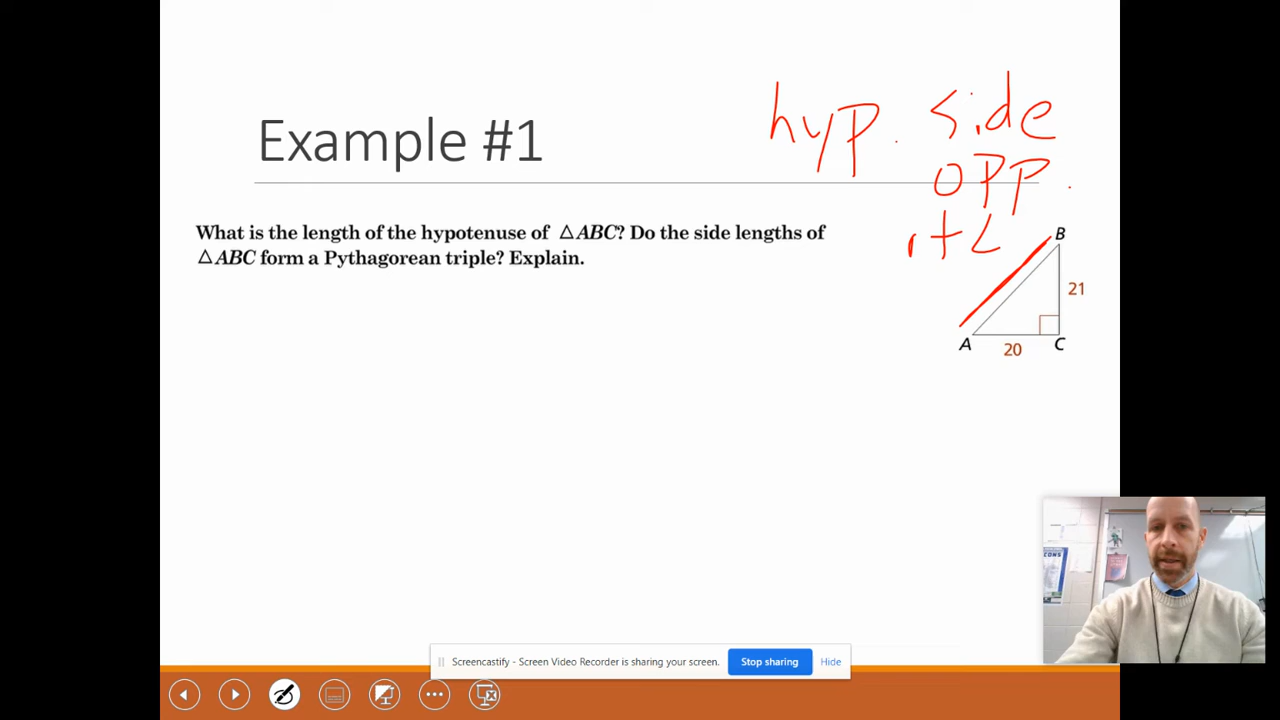 hyp. side
opp.
rt <
Example #1
What is the length of the hypotenuse of △ABC? Do the side lengths of
△ABC form a Pythagorean triple? Explain.
B
21
A
C
20
CONS
Screencastify - Screen Video Recorder is sharing your screen.
Stop sharing
Hide